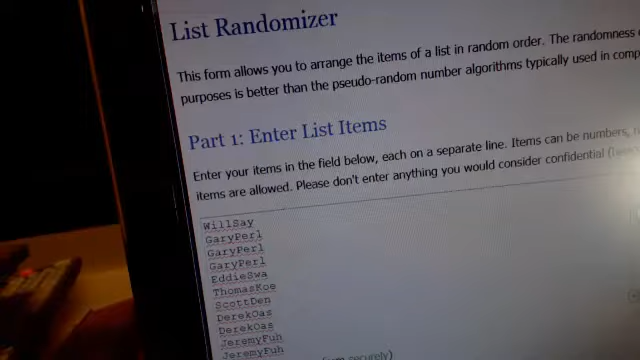 List Randomizer
This form allows you to arrange the items of a list in random order. The randomness
purposes is better than the pseudo-random number algorithms typically used in comp
Part 1: Enter List Items
Enter your items in the field below, each on a separate line. Items can be numbers,
items are allowed. Please don't enter anything you would consider confidential
WillSay
GaryPerl
GaryPerl
GaryPerl
EddieSwa
ThomasKoe
ScottDen
DerekOas
DerekOas
JeremyFuh
JeremyFuh
securely)